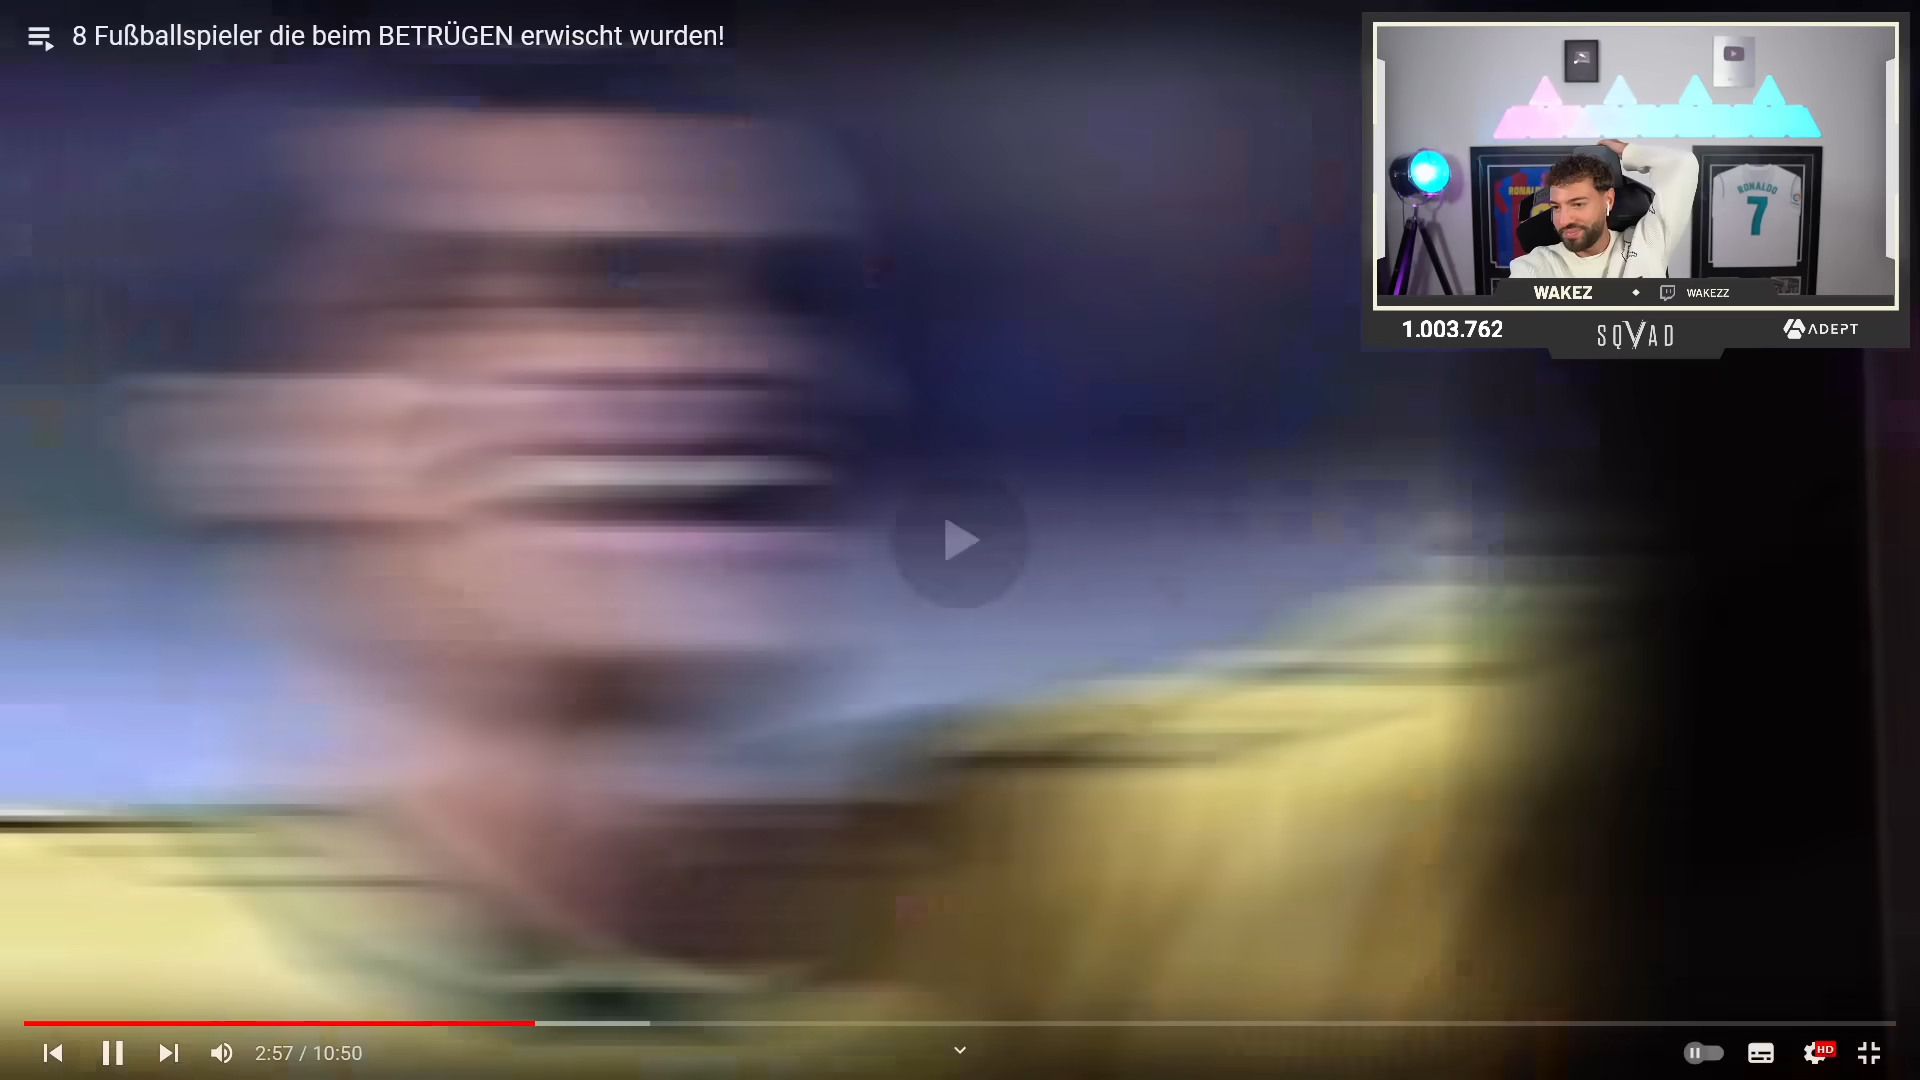 8 Fußballspieler die beim BETRÜGEN erwischt wurden!
RONALDO
7
WAKEZ
WAKEZZ
1.003.762
SQVAD
ADEPT
2:57 / 10:50
HD